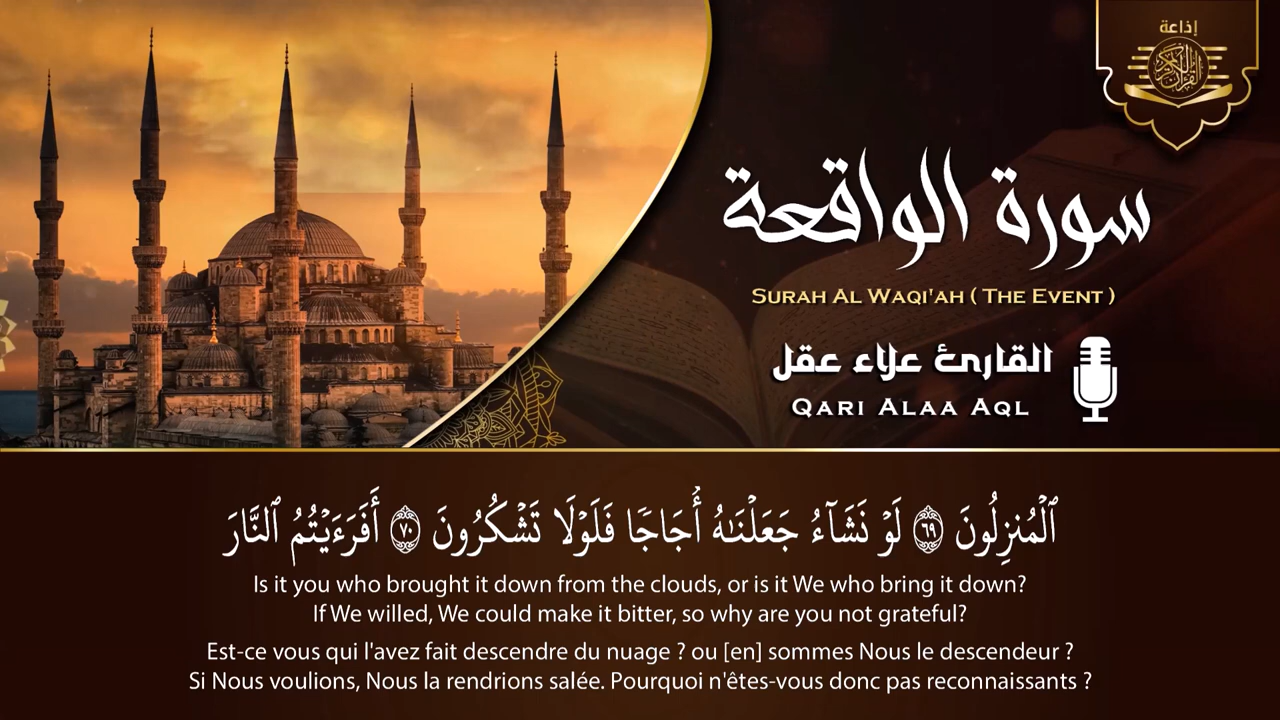 إذاعة
القرآن الكريم
سورة الواقعة
SURAH AL WAQI'AH ( THE EVENT )
القارئ علاء عقل
QARI ALAA AQL
ٱلْمُنزِلُونَ ٦٩ لَوْ نَشَآءُ جَعَلْنَٰهُ أُجَاجًا فَلَوْلَا تَشْكُرُونَ ٧٠ أَفَرَءَيْتُمُ ٱلنَّارَ
Is it you who brought it down from the clouds, or is it We who bring it down?
If We willed, We could make it bitter, so why are you not grateful?
Est-ce vous qui l'avez fait descendre du nuage ? ou [en] sommes Nous le descendeur ?
Si Nous voulions, Nous la rendrions salée. Pourquoi n'êtes-vous donc pas reconnaissants ?